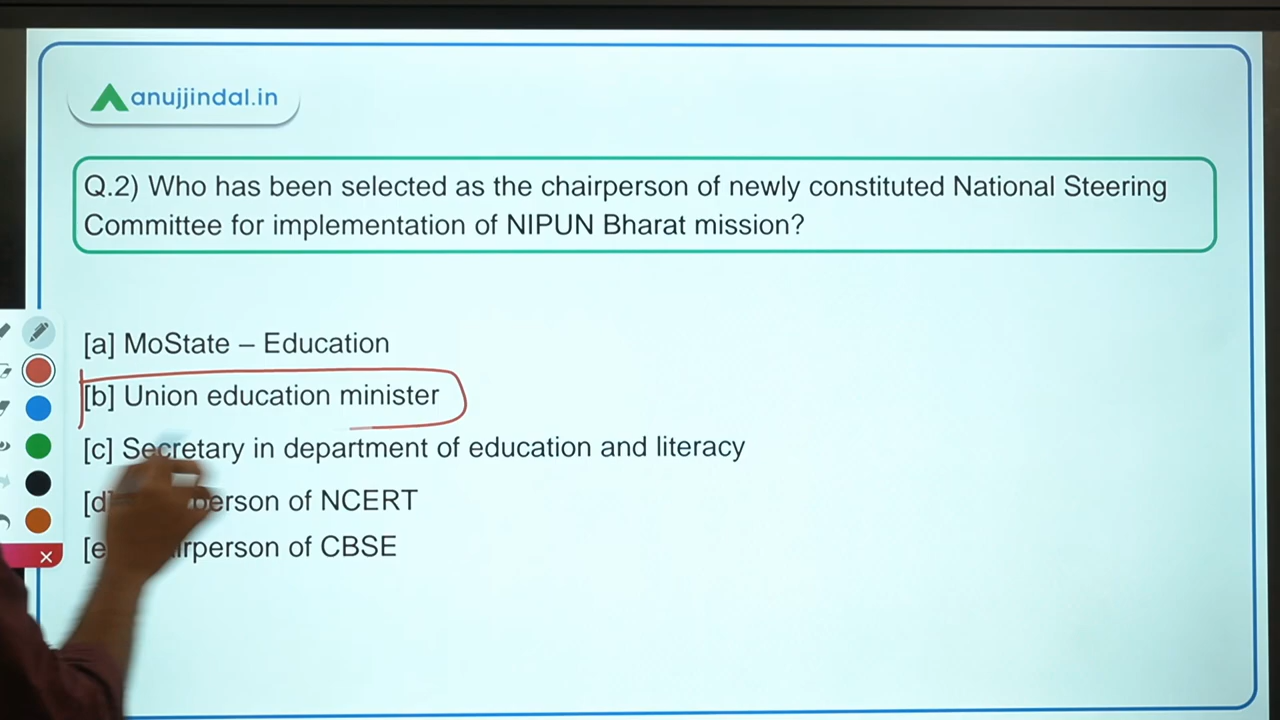 anujjindal.in
Q.2) Who has been selected as the chairperson of newly constituted National Steering
Committee for implementation of NIPUN Bharat mission?
[a] MoState – Education
[b] Union education minister
[c] Secretary in department of education and literacy
of NCERT
of CBSE